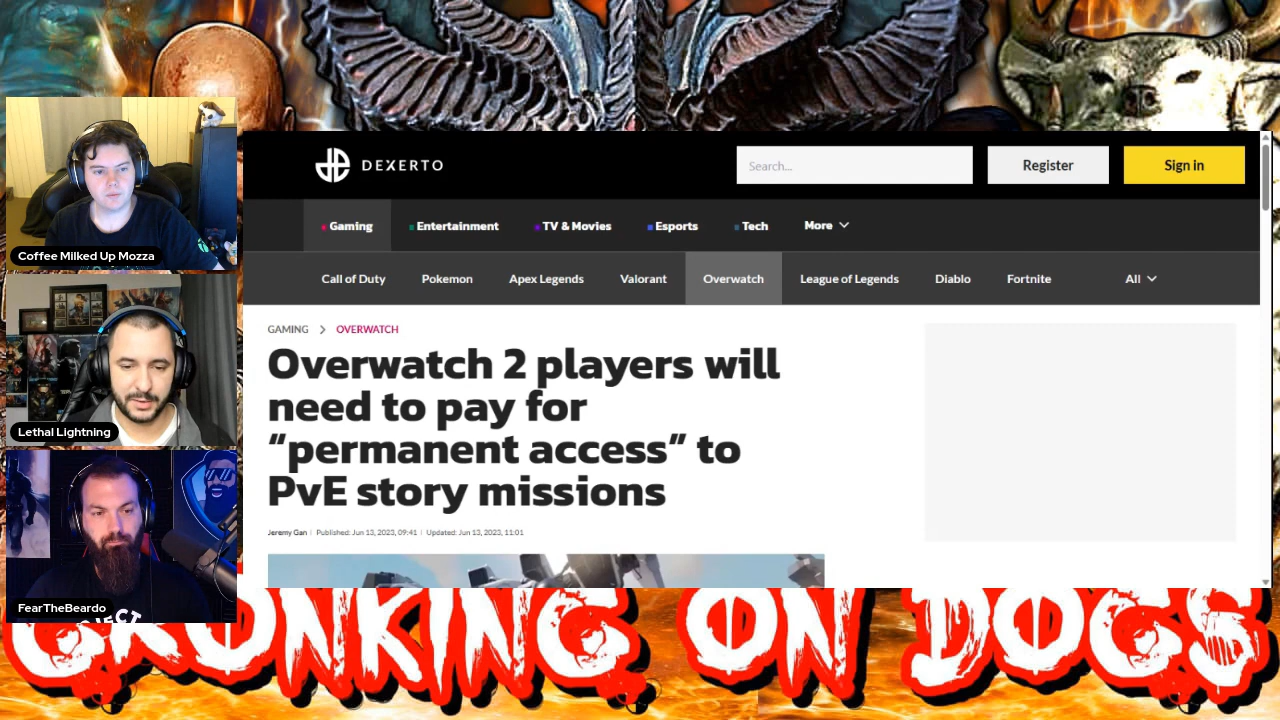 DEXERTO
Search...
Register
Sign in
Gaming
Entertainment
TV & Movies
Esports
Tech
More
Call of Duty
Pokemon
Apex Legends
Valorant
Overwatch
League of Legends
Diablo
Fortnite
All
GAMING > OVERWATCH
Overwatch 2 players will
need to pay for
“permanent access” to
PvE story missions
Jeremy Gan | Published: Jun 13, 2023, 09:41 | Updated: Jun 13, 2023, 11:01
Coffee Milked Up Mozza
Lethal Lightning
FearTheBeardo
CRONKING ON DOGS